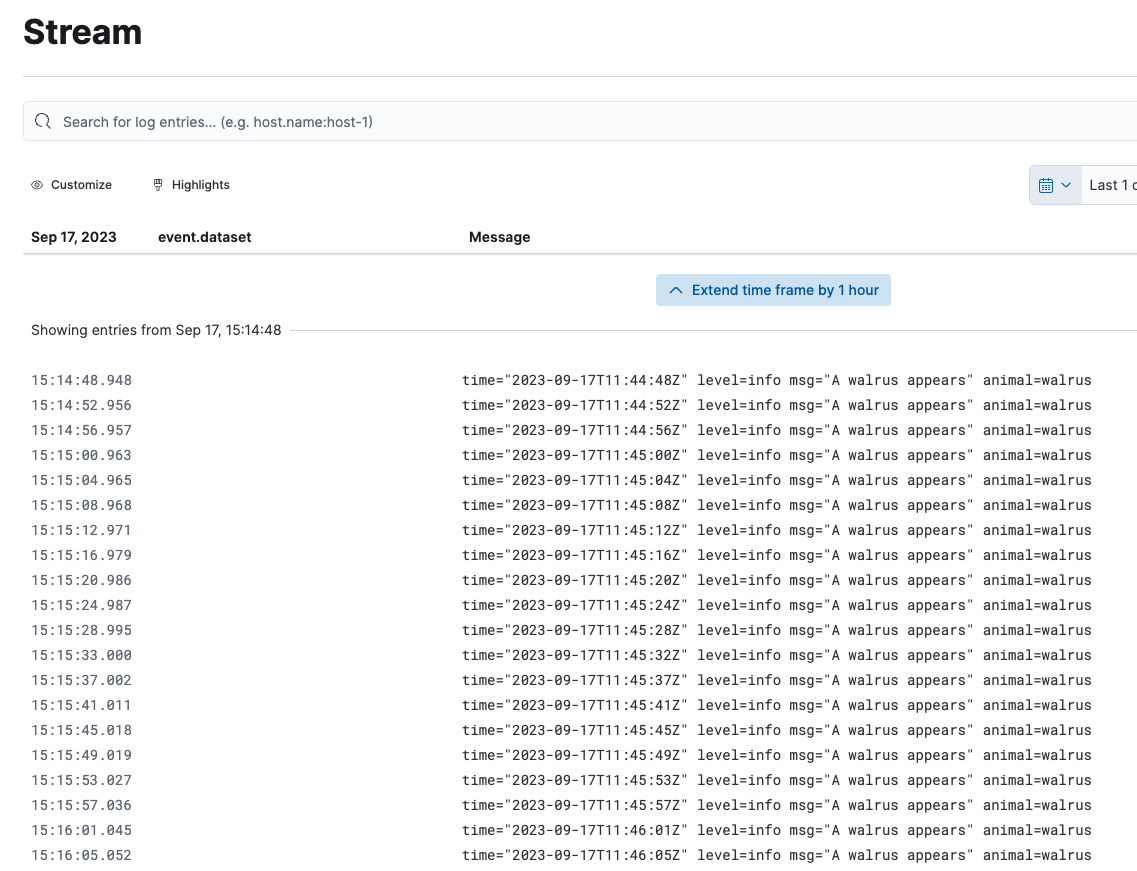 Stream
Search for log entries... (e.g. host.name:host-1)
Customize Highlights Last 1
Sep 17, 2023 event.dataset Message
Extend time frame by 1 hour
Showing entries from Sep 17, 15:14:48
15:14:48.948 time="2023-09-17T11:44:48Z" level=info msg="A walrus appears" animal=walrus
15:14:52.956 time="2023-09-17T11:44:52Z" level=info msg="A walrus appears" animal=walrus
15:14:56.957 time="2023-09-17T11:44:56Z" level=info msg="A walrus appears" animal=walrus
15:15:00.963 time="2023-09-17T11:45:00Z" level=info msg="A walrus appears" animal=walrus
15:15:04.965 time="2023-09-17T11:45:04Z" level=info msg="A walrus appears" animal=walrus
15:15:08.968 time="2023-09-17T11:45:08Z" level=info msg="A walrus appears" animal=walrus
15:15:12.971 time="2023-09-17T11:45:12Z" level=info msg="A walrus appears" animal=walrus
15:15:16.979 time="2023-09-17T11:45:16Z" level=info msg="A walrus appears" animal=walrus
15:15:20.986 time="2023-09-17T11:45:20Z" level=info msg="A walrus appears" animal=walrus
15:15:24.987 time="2023-09-17T11:45:24Z" level=info msg="A walrus appears" animal=walrus
15:15:28.995 time="2023-09-17T11:45:28Z" level=info msg="A walrus appears" animal=walrus
15:15:33.000 time="2023-09-17T11:45:32Z" level=info msg="A walrus appears" animal=walrus
15:15:37.002 time="2023-09-17T11:45:37Z" level=info msg="A walrus appears" animal=walrus
15:15:41.011 time="2023-09-17T11:45:41Z" level=info msg="A walrus appears" animal=walrus
15:15:45.018 time="2023-09-17T11:45:45Z" level=info msg="A walrus appears" animal=walrus
15:15:49.019 time="2023-09-17T11:45:49Z" level=info msg="A walrus appears" animal=walrus
15:15:53.027 time="2023-09-17T11:45:53Z" level=info msg="A walrus appears" animal=walrus
15:15:57.036 time="2023-09-17T11:45:57Z" level=info msg="A walrus appears" animal=walrus
15:16:01.045 time="2023-09-17T11:46:01Z" level=info msg="A walrus appears" animal=walrus
15:16:05.052 time="2023-09-17T11:46:05Z" level=info msg="A walrus appears" animal=walrus